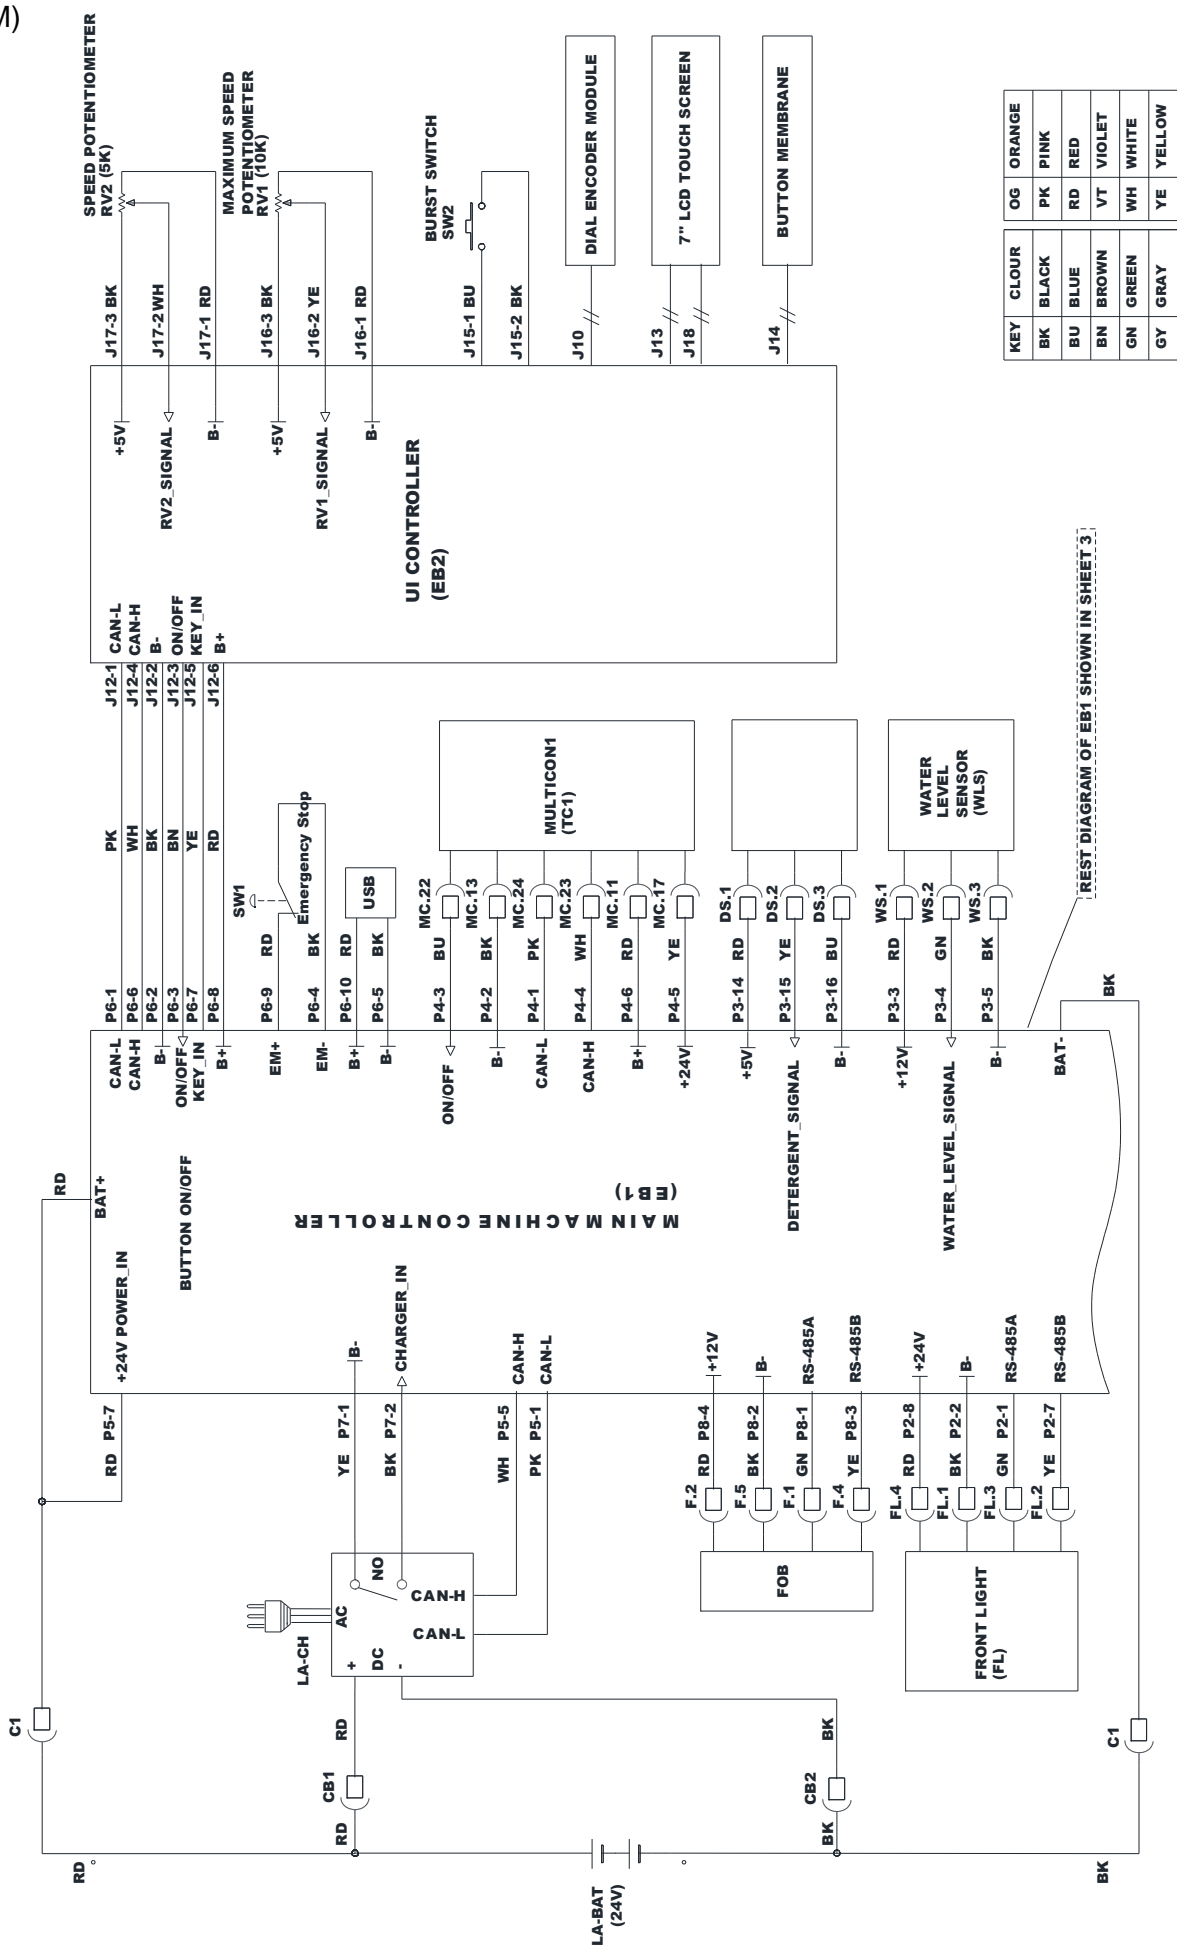 M)
SPEED POTENTIOMETER
RV2 (5K)
MAXIMUM SPEED
POTENTIOMETER
RV1 (10K)
BURST SWITCH
SW2
DIAL ENCODER MODULE
7" LCD TOUCH SCREEN
BUTTON MEMBRANE
J17-3 BK
J17-2WH
J17-1 RD
J16-3 BK
J16-2 YE
J16-1 RD
J15-1 BU
J15-2 BK
J10
J13
J18
J14
KEY CLOUR OG ORANGE
BK BLACK PK PINK
BU BLUE RD RED
BN BROWN VT VIOLET
GN GREEN WH WHITE
GY GRAY YE YELLOW
+5V
RV2_SIGNAL
B-
+5V
RV1_SIGNAL
B-
UI CONTROLLER
(EB2)
CAN-L
CAN-H
B-
ON/OFF
KEY_IN
B+
J12-1
J12-4
J12-2
J12-3
J12-5
J12-6
PK
WH
BK
BN
YE
RD
P6-1
P6-6
P6-2
P6-3
P6-7
P6-8
SW1
Emergency Stop
USB
MULTICON1
(TC1)
WATER
LEVEL
SENSOR
(WLS)
REST DIAGRAM OF EB1 SHOWN IN SHEET 3
MC.22
MC.13
MC.24
MC.23
MC.11
MC.17
DS.1
DS.2
DS.3
WS.1
WS.2
WS.3
P6-9 RD
P6-4 BK
P6-10 RD
P6-5 BK
P4-3 BU
P4-2 BK
P4-1 PK
P4-4 WH
P4-6 RD
P4-5 YE
P3-14 RD
P3-15 YE
P3-16 BU
P3-3 RD
P3-4 GN
P3-5 BK
BK
CAN-L
CAN-H
B-
ON/OFF
KEY_IN
B+
EM+
EM-
B+
B-
ON/OFF
B-
CAN-L
CAN-H
B+
+24V
+5V
DETERGENT_SIGNAL
B-
+12V
WATER_LEVEL_SIGNAL
B-
BAT-
RD
BAT+
BUTTON ON/OFF
MAIN MACHINE CONTROLLER
(EB1)
+24V POWER_IN
B-
CHARGER_IN
CAN-H
CAN-L
+12V
B-
RS-485A
RS-485B
+24V
B-
RS-485A
RS-485B
RD P5-7
YE P7-1
BK P7-2
WH P5-5
PK P5-1
RD P8-4
BK P8-2
GN P8-1
YE P8-3
RD P2-8
BK P2-2
GN P2-1
YE P2-7
F.2
F.5
F.1
F.4
FL.4
FL.1
FL.3
FL.2
FOB
FRONT LIGHT
(FL)
LA-CH
AC
NO
CAN-H
CAN-L
+
DC
-
C1
RD
BK
C1
CB1
CB2
RD
BK
RD
LA-BAT
(24V)
BK